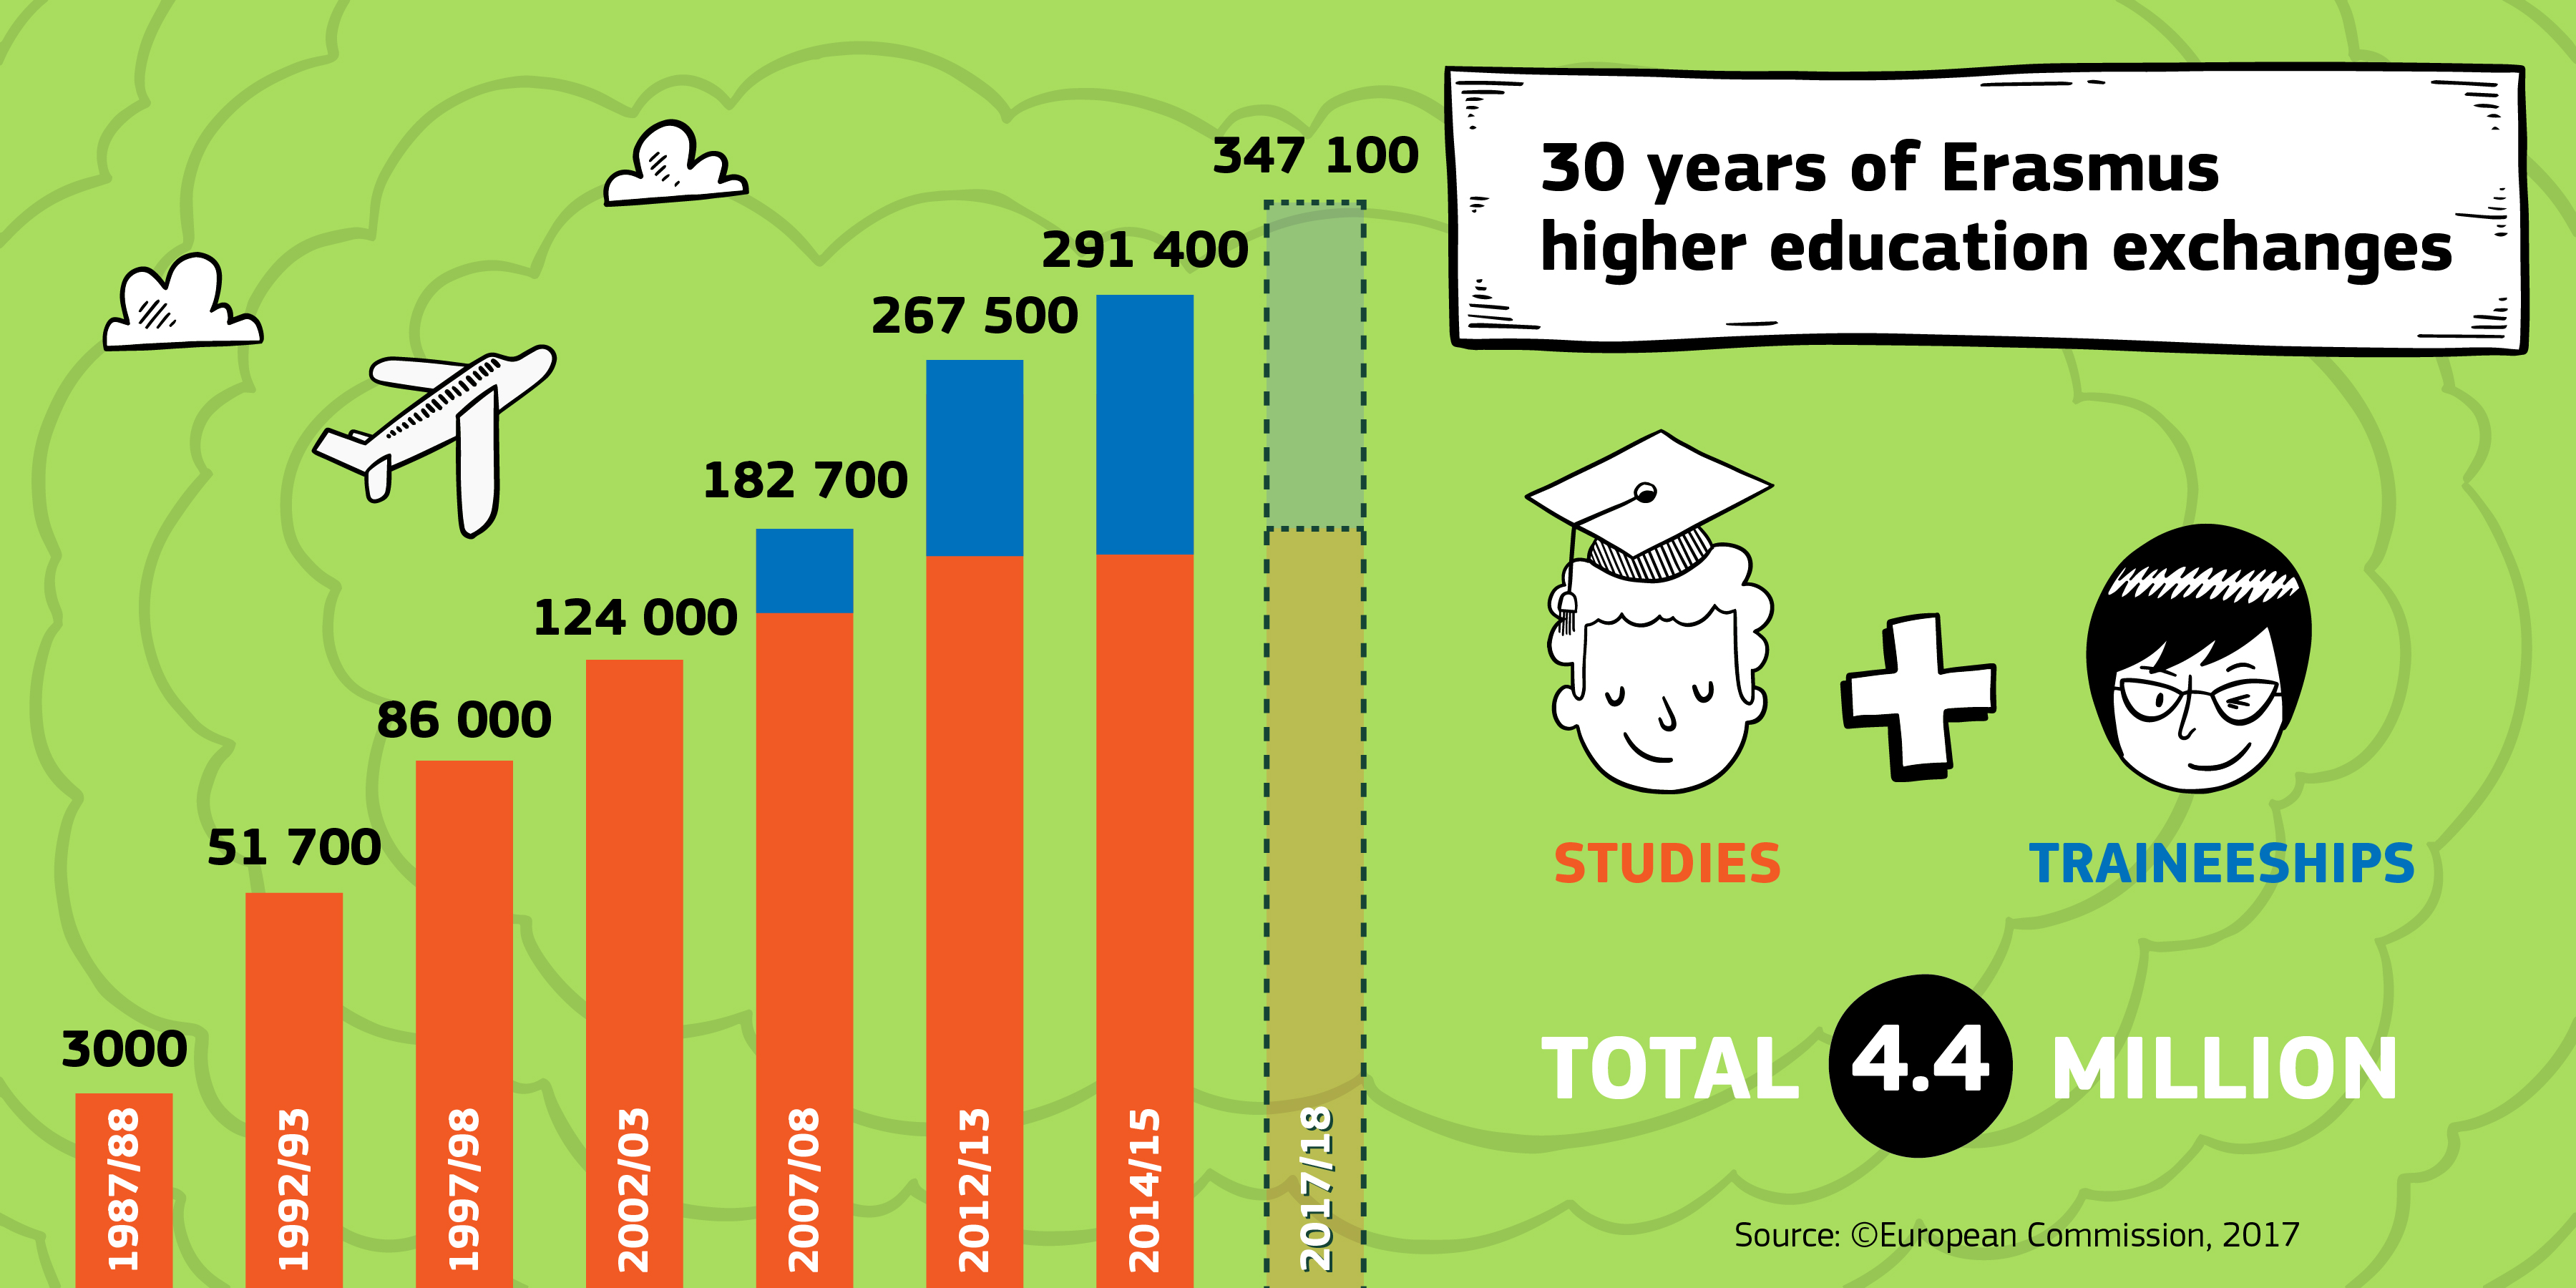 30 years of Erasmus
higher education exchanges
3000
51 700
86 000
124 000
182 700
267 500
291 400
347 100
1987/88
1992/93
1997/98
2002/03
2007/08
2012/13
2014/15
2017/18
STUDIES
TRAINEESHIPS
TOTAL 4.4 MILLION
Source: ©European Commission, 2017